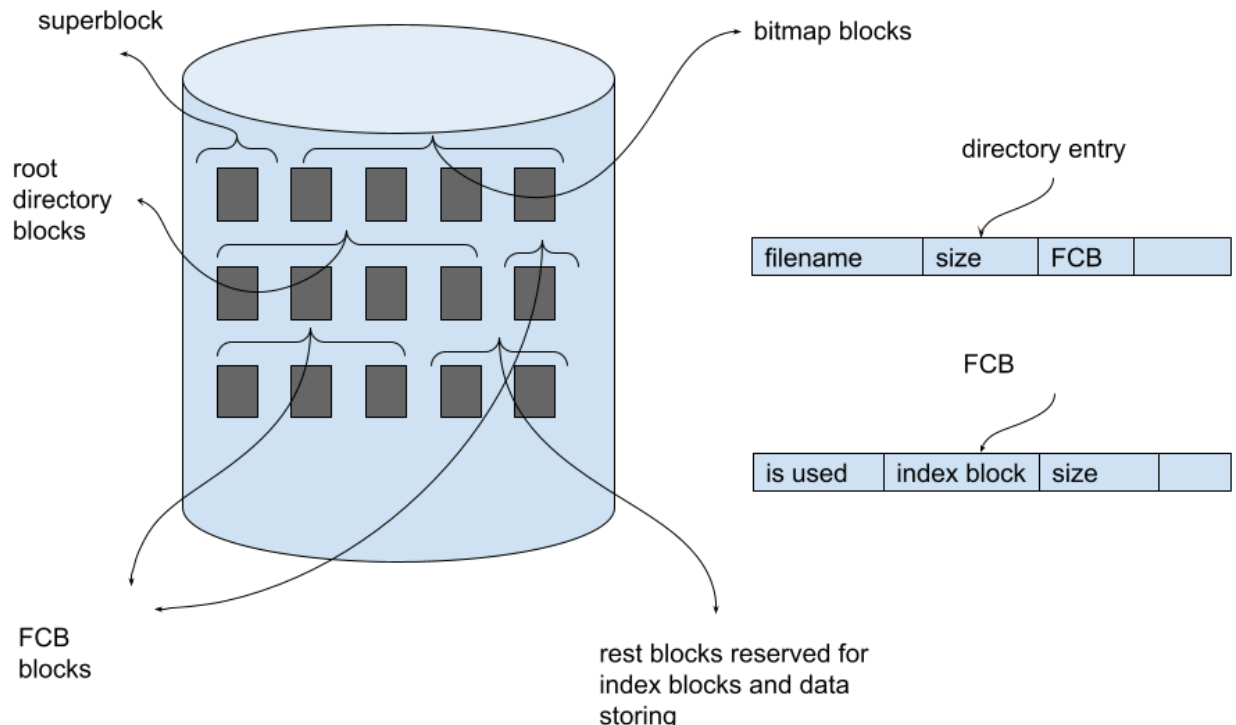 superblock
bitmap blocks
root
directory
blocks
directory entry
filename
size
FCB
FCB
is used
index block
size
FCB
blocks
rest blocks reserved for
index blocks and data
storing